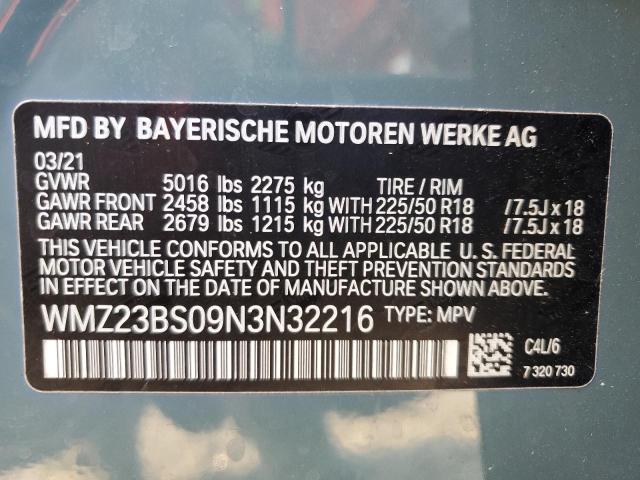 MFD BY BAYERISCHE MOTOREN WERKE AG
03/21
GVWR 5016 lbs 2275 kg TIRE / RIM
GAWR FRONT 2458 lbs 1115 kg WITH 225/50 R18 /7.5J x 18
GAWR REAR 2679 lbs 1215 kg WITH 225/50 R18 /7.5J x 18
THIS VEHICLE CONFORMS TO ALL APPLICABLE U. S. FEDERAL
MOTOR VEHICLE SAFETY AND THEFT PREVENTION STANDARDS
IN EFFECT ON THE DATE OF MANUFACTURE SHOWN ABOVE.
WMZ23BS09N3N32216 TYPE: MPV
C4L/6
7 320 730